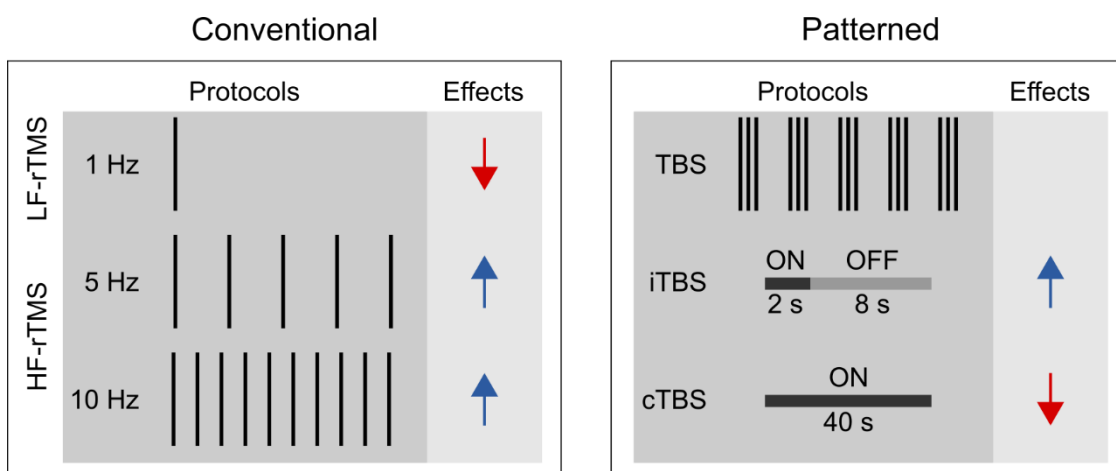 Conventional
Protocols Effects
LF-rTMS
1 Hz
HF-rTMS
5 Hz
10 Hz
Patterned
Protocols Effects
TBS
iTBS
ON OFF
2 s 8 s
cTBS
ON
40 s